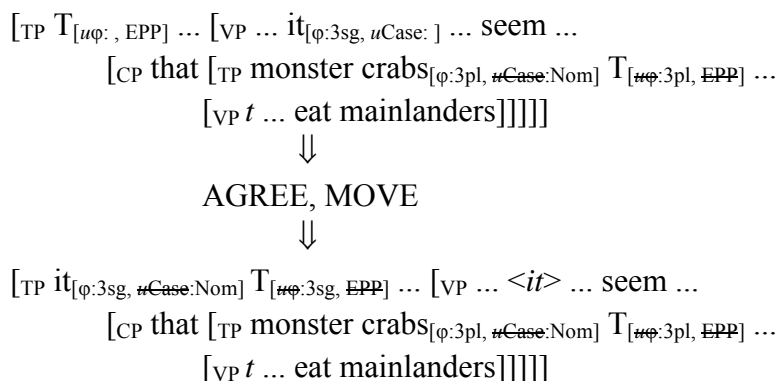 [TP T[uφ: , EPP] ... [VP ... it[φ:3sg, uCase: ] ... seem ...
[CP that [TP monster crabs[φ:3pl, uCase:Nom] T[uφ:3pl, EPP] ...
[VP t ... eat mainlanders]]]]]
⇓
AGREE, MOVE
⇓
[TP it[φ:3sg, uCase:Nom] T[uφ:3sg, EPP] ... [VP ... <it> ... seem ...
[CP that [TP monster crabs[φ:3pl, uCase:Nom] T[uφ:3pl, EPP] ...
[VP t ... eat mainlanders]]]]]